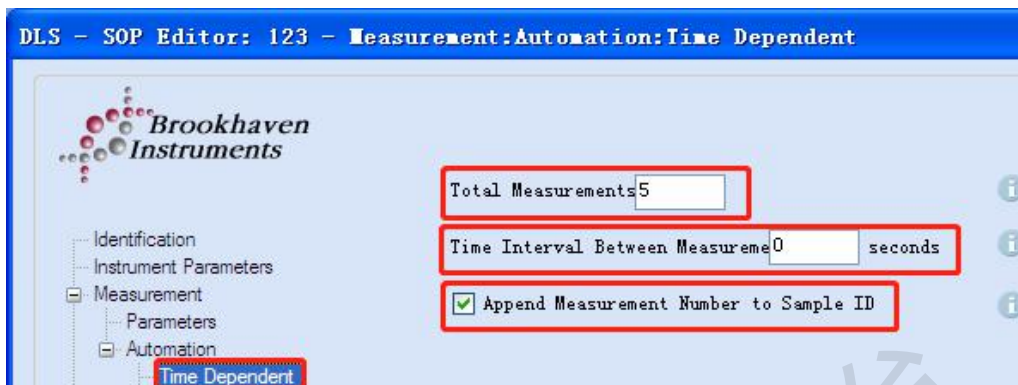 DLS - SOP Editor: 123 - Measurement:Automation:Time Dependent
Brookhaven
Instruments
Total Measurements 5
Time Interval Between Measureme 0 seconds
Append Measurement Number to Sample ID
Identification
Instrument Parameters
Measurement
Parameters
Automation
Time Dependent